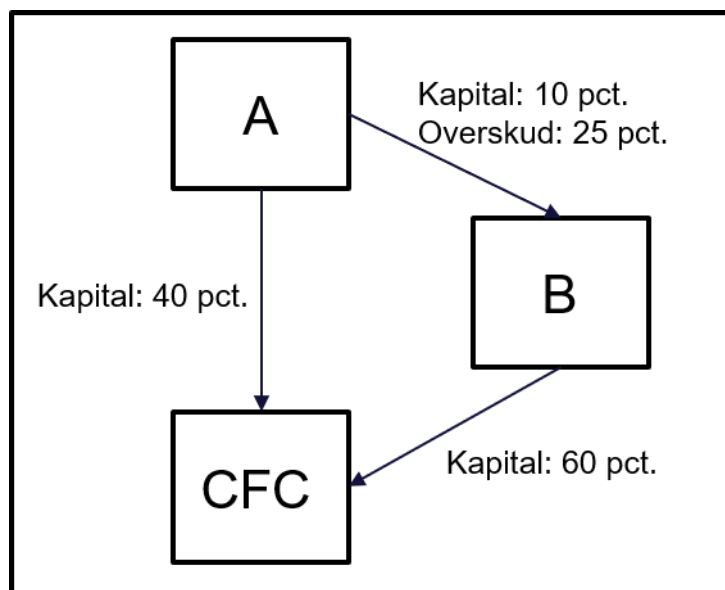 A
Kapital: 10 pct.
Overskud: 25 pct.
Kapital: 40 pct.
B
Kapital: 60 pct.
CFC